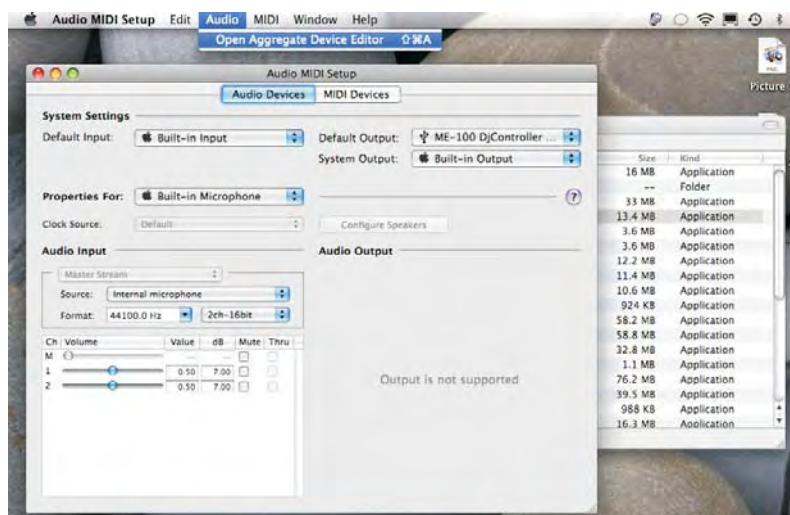 Audio MIDI Setup Edit Audio MIDI Window Help
Open Aggregate Device Editor ⇧⌘A
Picture
Audio MIDI Setup
Audio Devices MIDI Devices
System Settings
Default Input: Built-in Input Default Output: ME-100 DjController ...
System Output: Built-in Output
Properties For: Built-in Microphone ?
Clock Source: Default Configure Speakers
Audio Input Audio Output
Master Stream
Source: Internal microphone
Format: 44100.0 Hz 2ch-16bit
Ch Volume Value dB Mute Thru
M
1 0.50 7.00
2 0.50 7.00
Output is not supported
Size Kind
16 MB Application
-- Folder
33 MB Application
13.4 MB Application
3.6 MB Application
3.6 MB Application
12.2 MB Application
11.4 MB Application
10.6 MB Application
924 KB Application
58.2 MB Application
58.8 MB Application
32.8 MB Application
1.1 MB Application
76.2 MB Application
39.5 MB Application
988 KB Application
16.3 MB Application